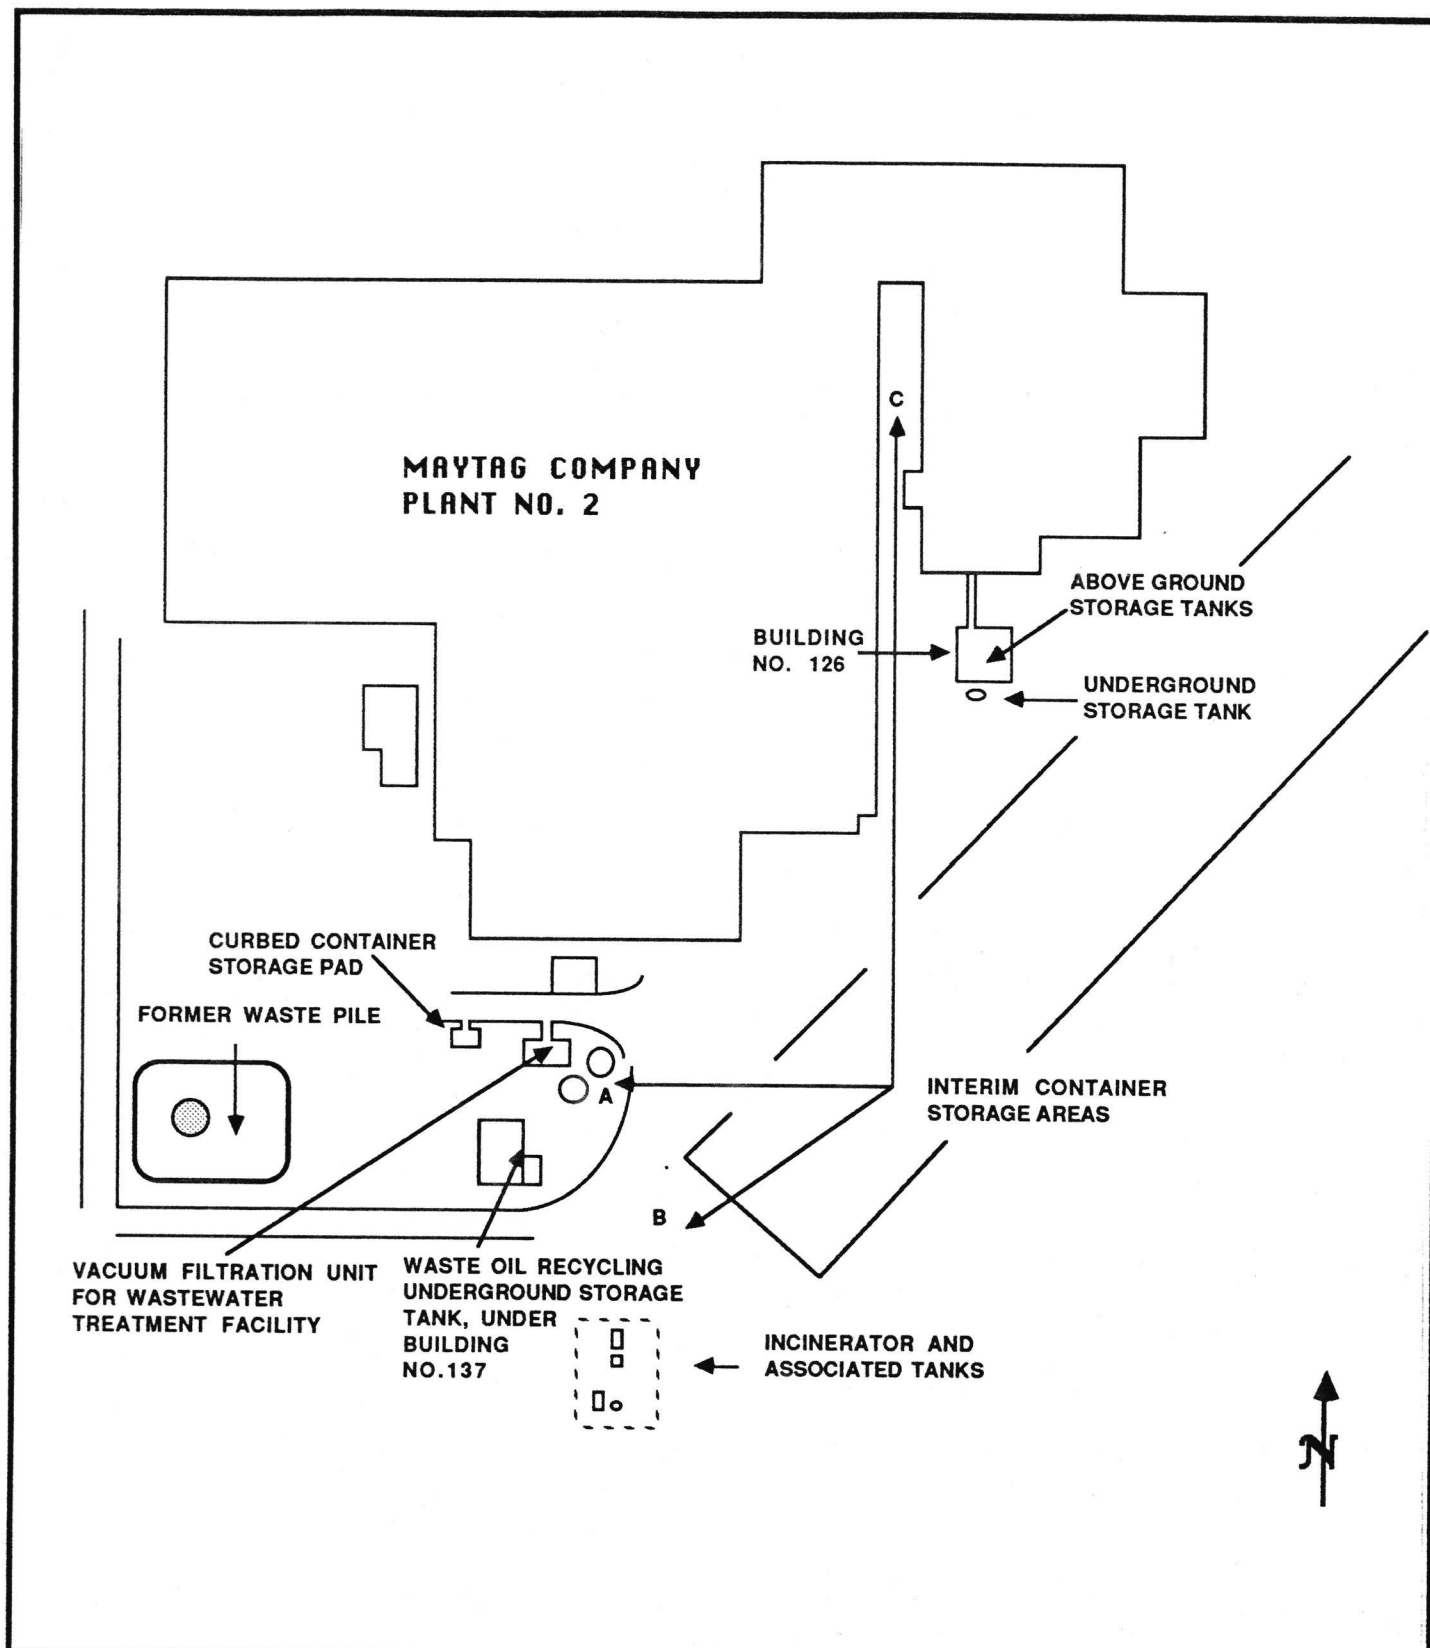 C
MAYTAG COMPANY
PLANT NO. 2
ABOVE GROUND
STORAGE TANKS
BUILDING
NO. 126
UNDERGROUND
STORAGE TANK
CURBED CONTAINER
STORAGE PAD
FORMER WASTE PILE
A
INTERIM CONTAINER
STORAGE AREAS
B
VACUUM FILTRATION UNIT
FOR WASTEWATER
TREATMENT FACILITY
WASTE OIL RECYCLING
UNDERGROUND STORAGE
TANK, UNDER
BUILDING
NO.137
INCINERATOR AND
ASSOCIATED TANKS
N